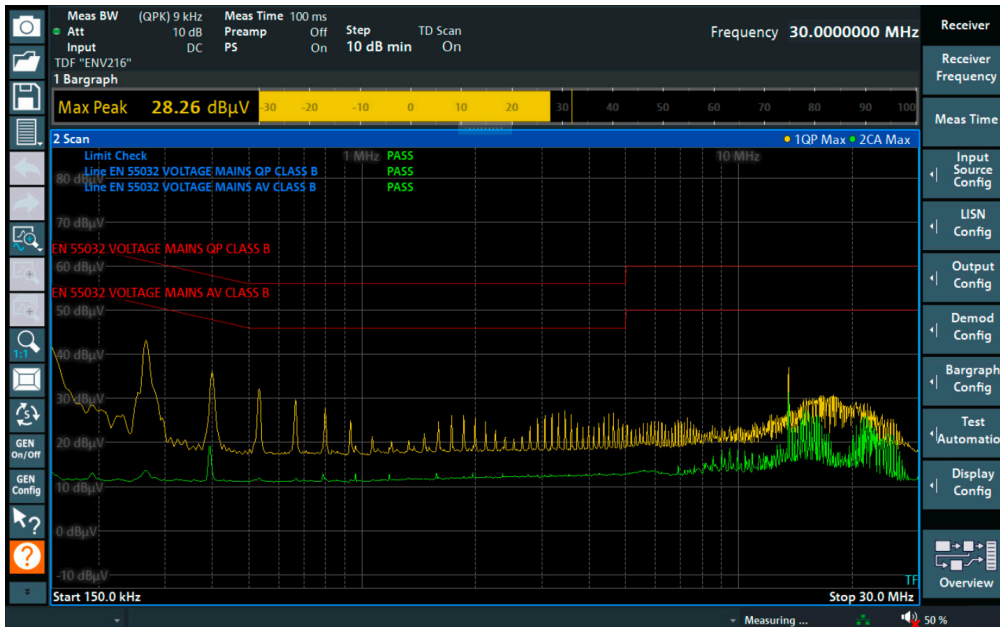 Meas BW (QPK) 9 kHz Meas Time 100 ms
Att 10 dB Preamp Off Step TD Scan Frequency 30.0000000 MHz
Input DC PS On 10 dB min On
TDF "ENV216"
1 Bargraph
Max Peak 28.26 dBµV -30 -20 -10 0 10 20 30 40 50 60 70 80 90 100
2 Scan 1QP Max 2CA Max
Limit Check 1 MHz PASS 10 MHz
Line EN 55032 VOLTAGE MAINS QP CLASS B PASS
80 dBµV Line EN 55032 VOLTAGE MAINS AV CLASS B PASS
70 dBµV
EN 55032 VOLTAGE MAINS QP CLASS B
60 dBµV
EN 55032 VOLTAGE MAINS AV CLASS B
50 dBµV
40 dBµV
30 dBµV
20 dBµV
10 dBµV
0 dBµV
-10 dBµV
TF
Start 150.0 kHz Stop 30.0 MHz
Measuring ... 50 %
1:1
S
GEN
On/Off
GEN
Config
?
?
Receiver
Receiver
Frequency
Meas Time
Input
Source
Config
LISN
Config
Output
Config
Demod
Config
Bargraph
Config
Test
Automatio
Display
Config
Overview